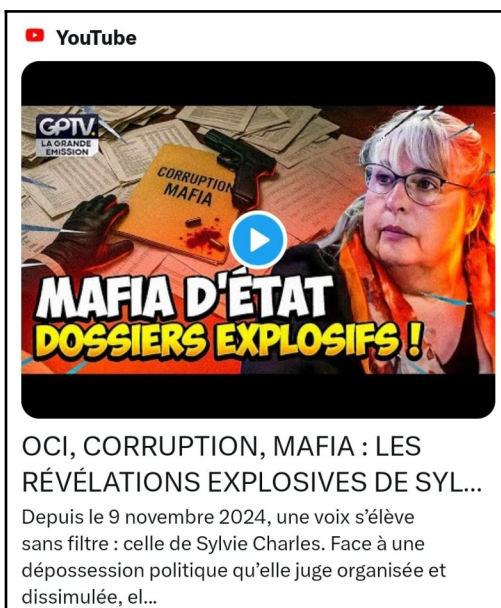 YouTube
GPTV.
LA GRANDE
ÉMISSION
CORRUPTION
MAFIA
MAFIA D'ÉTAT
DOSSIERS EXPLOSIFS !
OCI, CORRUPTION, MAFIA : LES
RÉVÉLATIONS EXPLOSIVES DE SYL...
Depuis le 9 novembre 2024, une voix s’élève
sans filtre : celle de Sylvie Charles. Face à une
dépossession politique qu’elle juge organisée et
dissimulée, el...